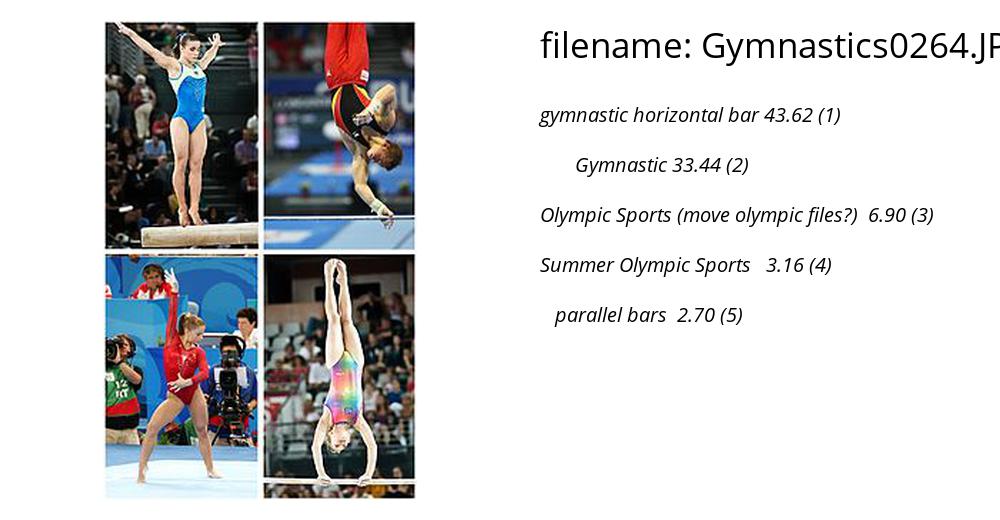 filename: Gymnastics0264.JP
gymnastic horizontal bar 43.62 (1)
Gymnastic 33.44 (2)
Olympic Sports (move olympic files?) 6.90 (3)
Summer Olympic Sports 3.16 (4)
parallel bars 2.70 (5)